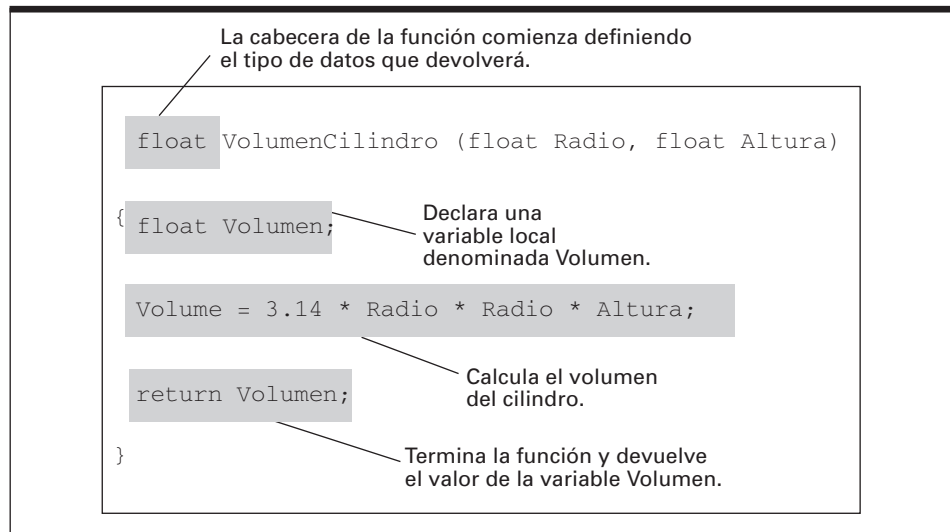 La cabecera de la función comienza definiendo
el tipo de datos que devolverá.
float VolumenCilindro (float Radio, float Altura)
{ float Volumen;
Declara una
variable local
denominada Volumen.
Volume = 3.14 * Radio * Radio * Altura;
Calcula el volumen
del cilindro.
return Volumen;
}
Termina la función y devuelve
el valor de la variable Volumen.